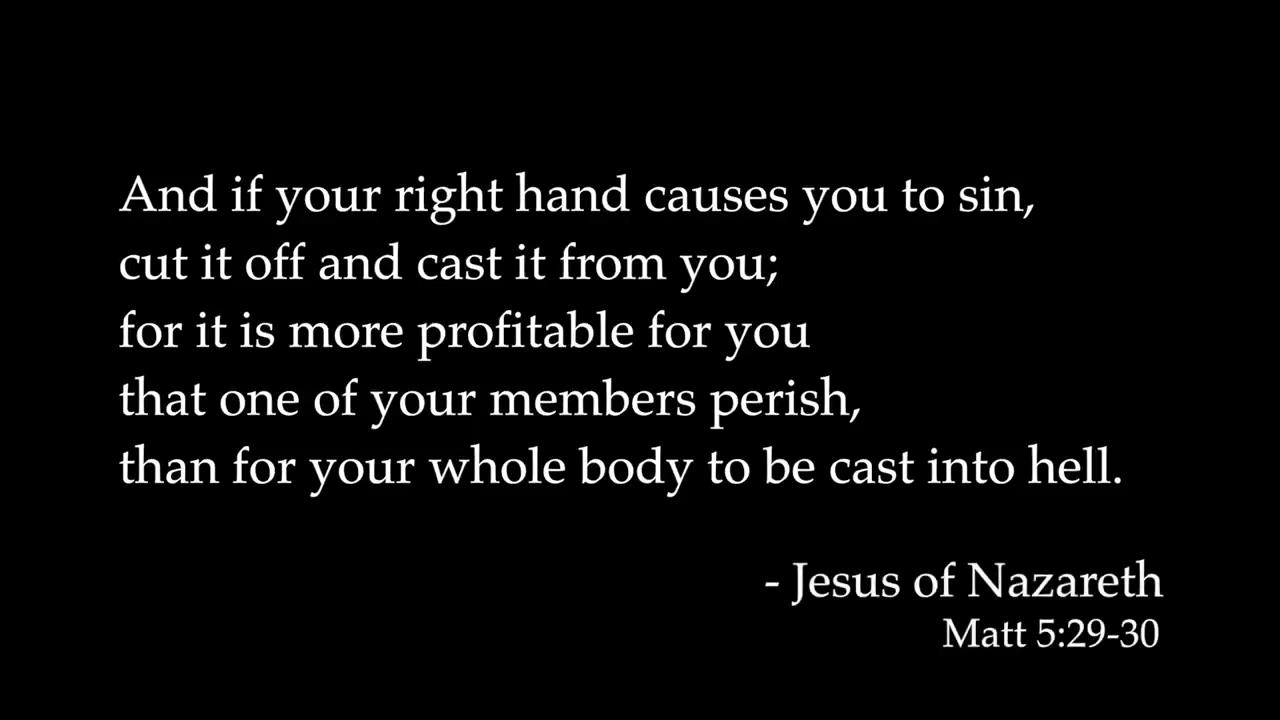 And if your right hand causes you to sin,
cut it off and cast it from you;
for it is more profitable for you
that one of your members perish,
than for your whole body to be cast into hell.
- Jesus of Nazareth
Matt 5:29-30